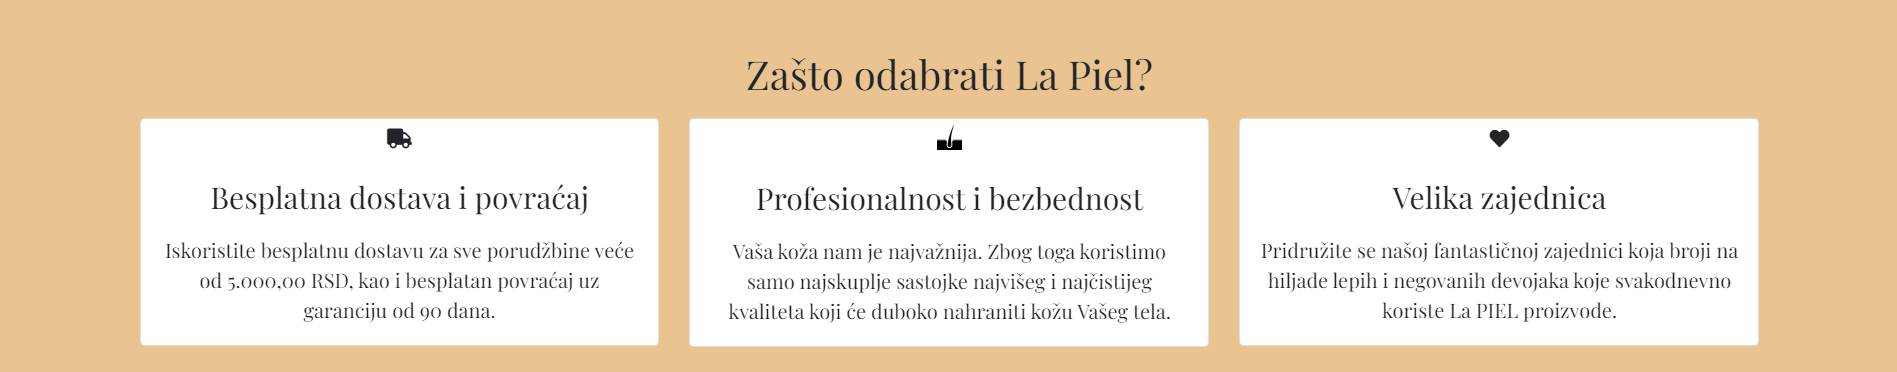 Zašto odabrati La Piel?
Besplatna dostava i povraćaj
Iskoristite besplatnu dostavu za sve porudžbine veće
od 5.000,00 RSD, kao i besplatan povraćaj uz
garanciju od 90 dana.
Profesionalnost i bezbednost
Vaša koža nam je najvažnija. Zbog toga koristimo
samo najskuplje sastojke najvišeg i najčistijeg
kvaliteta koji će duboko nahraniti kožu Vašeg tela.
Velika zajednica
Pridružite se našoj fantastičnoj zajednici koja broji na
hiljade lepih i negovanih devojaka koje svakodnevno
koriste La PIEL proizvode.